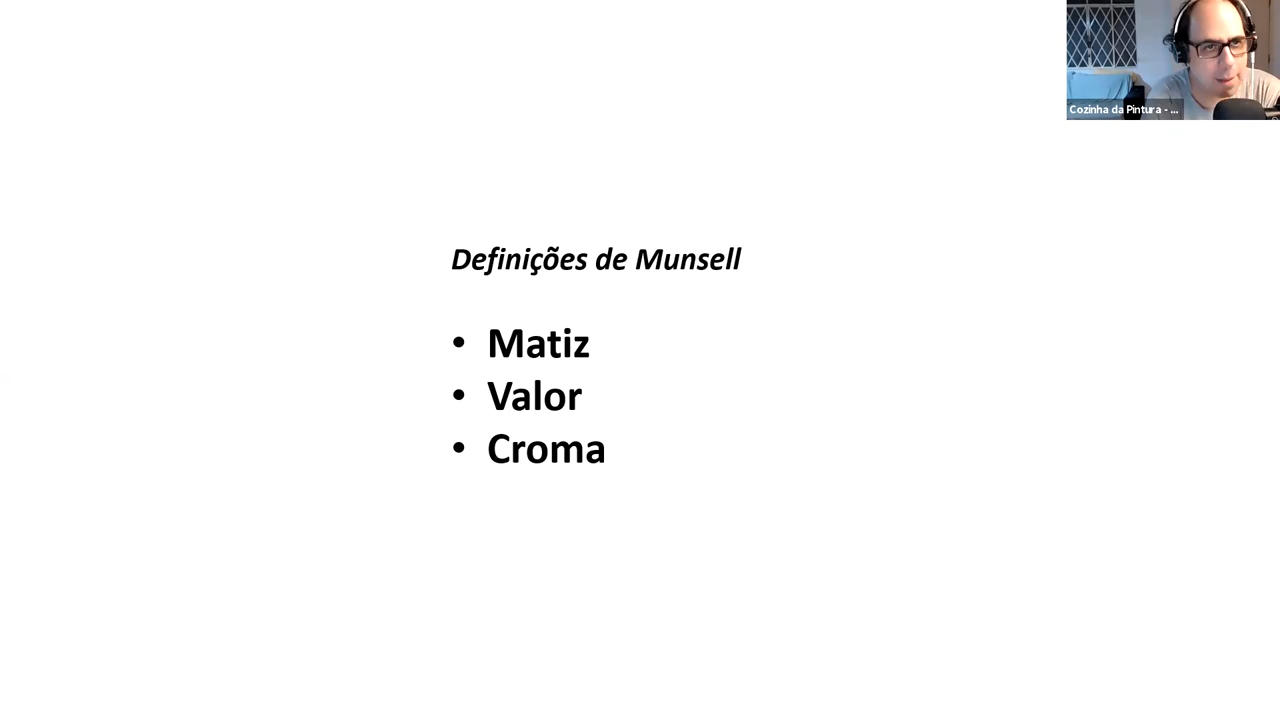 Cozinha da Pintura - ...
Definições de Munsell
• Matiz
• Valor
• Croma